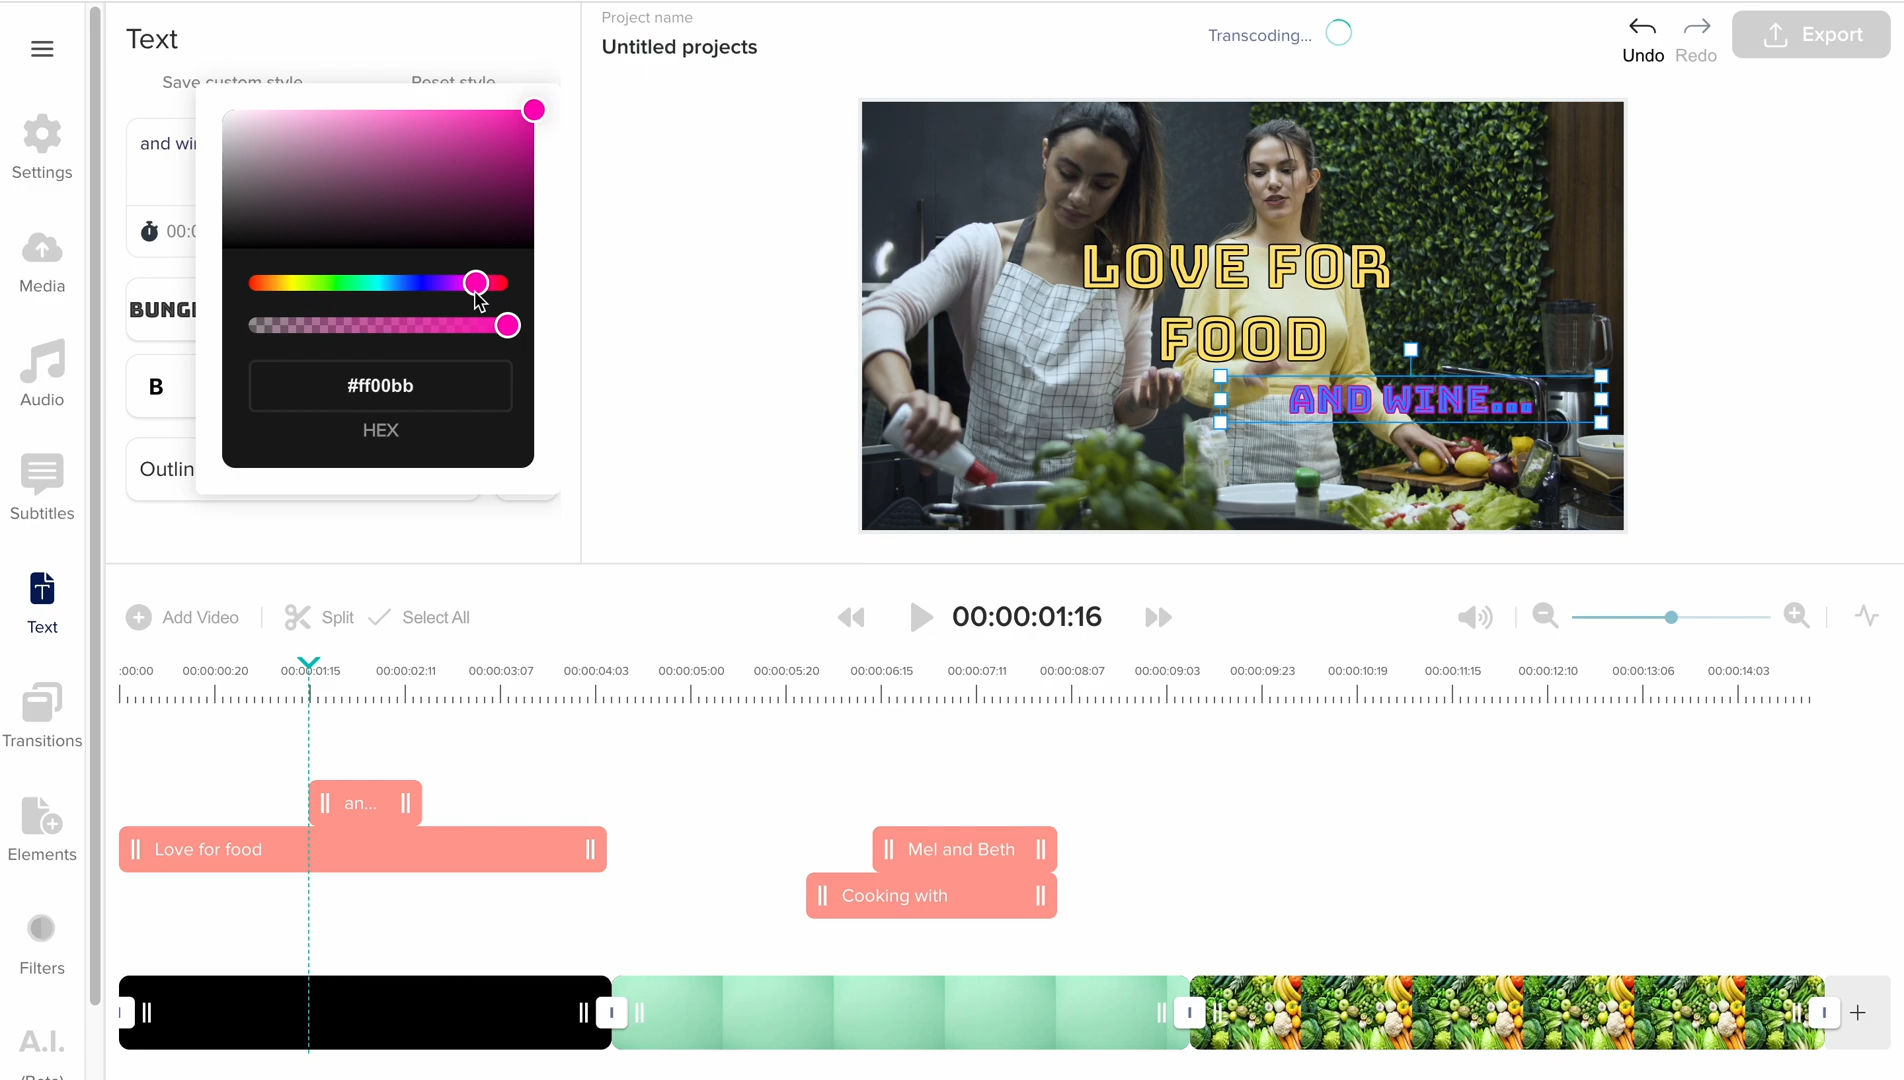 Text
Project name
Untitled projects
Transcoding...
Undo
Redo
Export
Save custom style
Reset style
Settings
and wi
00:0
Media
BUNG
Audio
B
#ff00bb
HEX
Outlin
LOVE FOR
FOOD
AND WINE...
Subtitles
Text
Add Video
Split
Select All
00:00:01:16
:00:00
00:00:00:20
00:00:01:15
00:00:02:11
00:00:03:07
00:00:04:03
00:00:05:00
00:00:05:20
00:00:06:15
00:00:07:11
00:00:08:07
00:00:09:03
00:00:09:23
00:00:10:19
00:00:11:15
00:00:12:10
00:00:13:06
00:00:14:03
Transitions
an...
Love for food
Mel and Beth
Cooking with
Elements
Filters
A.I.